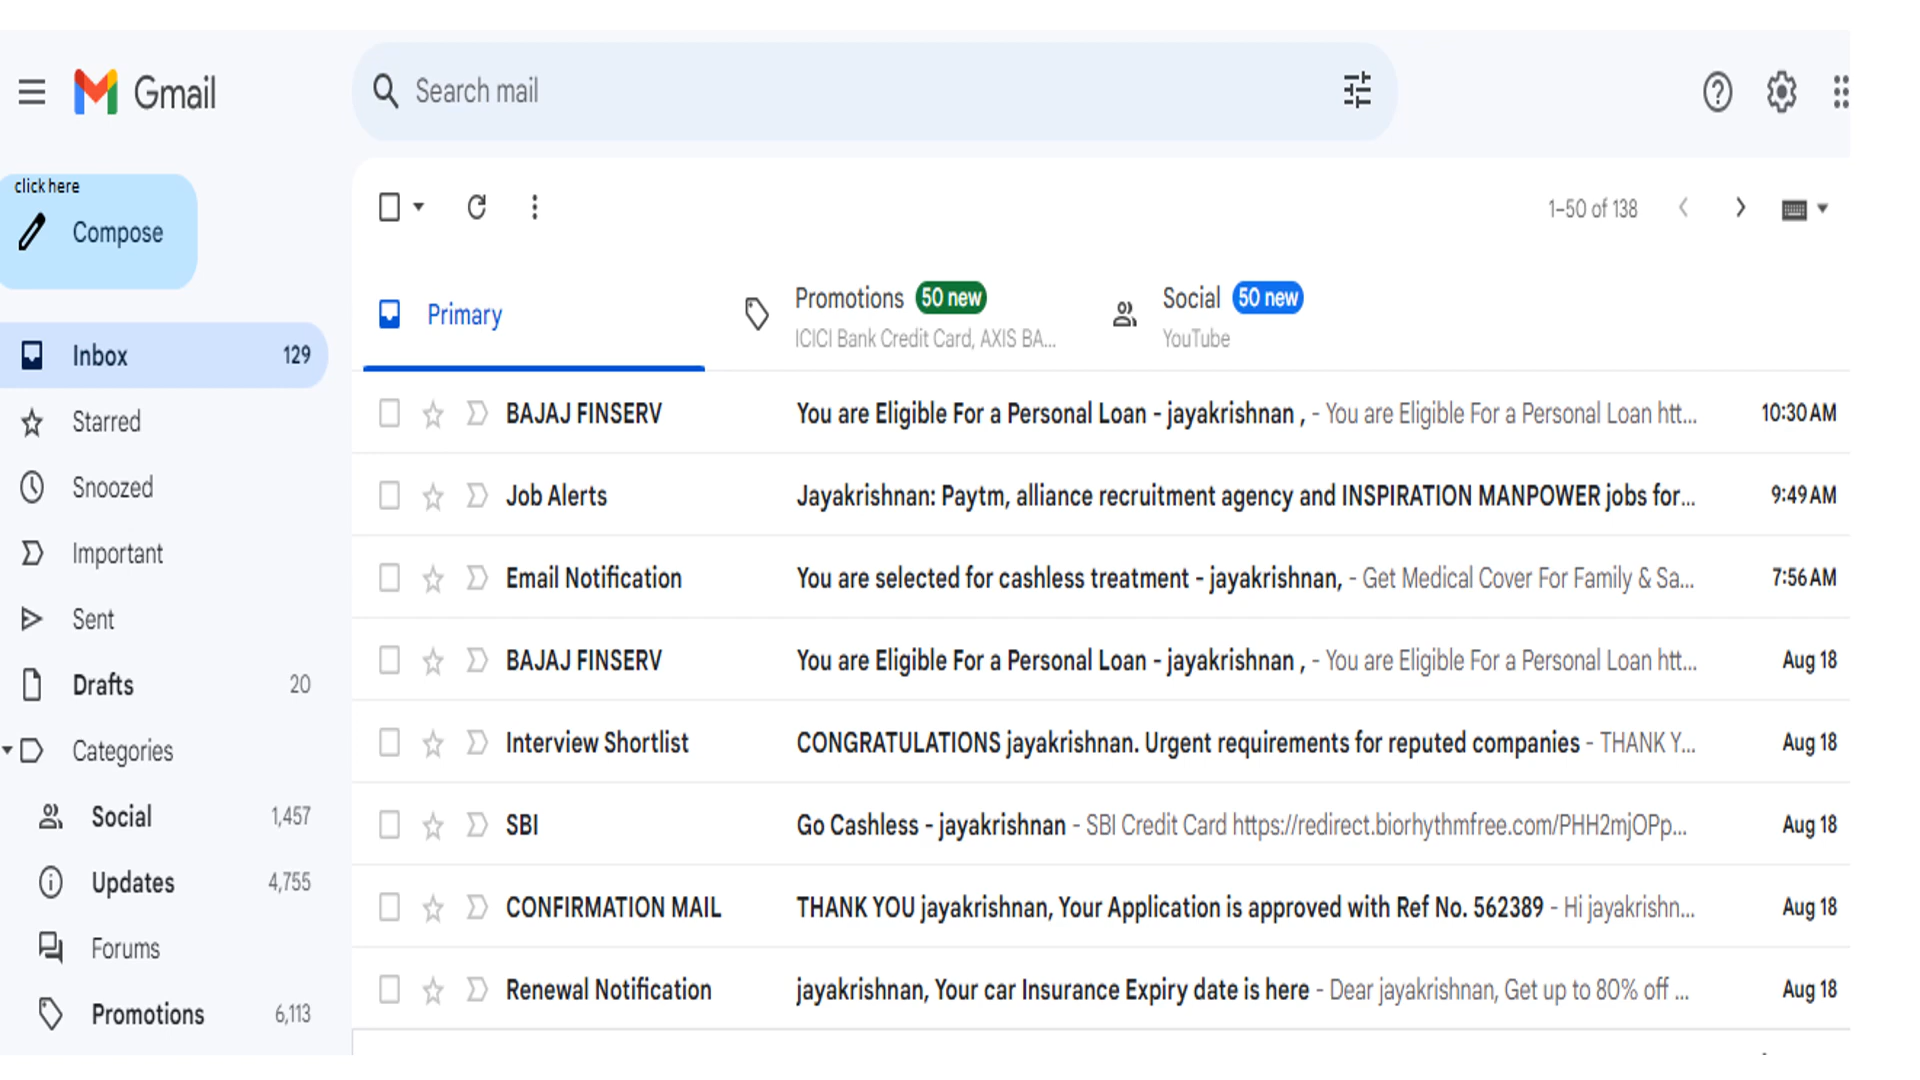 Gmail
Search mail
click here
Compose
1–50 of 138
Primary
Promotions 50 new
ICICI Bank Credit Card, AXIS BA...
Social 50 new
YouTube
Inbox 129
Starred
Snoozed
Important
Sent
Drafts 20
Categories
Social 1,457
Updates 4,755
Forums
Promotions 6,113
BAJAJ FINSERV You are Eligible For a Personal Loan - jayakrishnan , - You are Eligible For a Personal Loan htt... 10:30 AM
Job Alerts Jayakrishnan: Paytm, alliance recruitment agency and INSPIRATION MANPOWER jobs for... 9:49 AM
Email Notification You are selected for cashless treatment - jayakrishnan, - Get Medical Cover For Family & Sa... 7:56 AM
BAJAJ FINSERV You are Eligible For a Personal Loan - jayakrishnan , - You are Eligible For a Personal Loan htt... Aug 18
Interview Shortlist CONGRATULATIONS jayakrishnan. Urgent requirements for reputed companies - THANK Y... Aug 18
SBI Go Cashless - jayakrishnan - SBI Credit Card https://redirect.biorhythmfree.com/PHH2mjOPp... Aug 18
CONFIRMATION MAIL THANK YOU jayakrishnan, Your Application is approved with Ref No. 562389 - Hi jayakrishn... Aug 18
Renewal Notification jayakrishnan, Your car Insurance Expiry date is here - Dear jayakrishnan, Get up to 80% off ... Aug 18